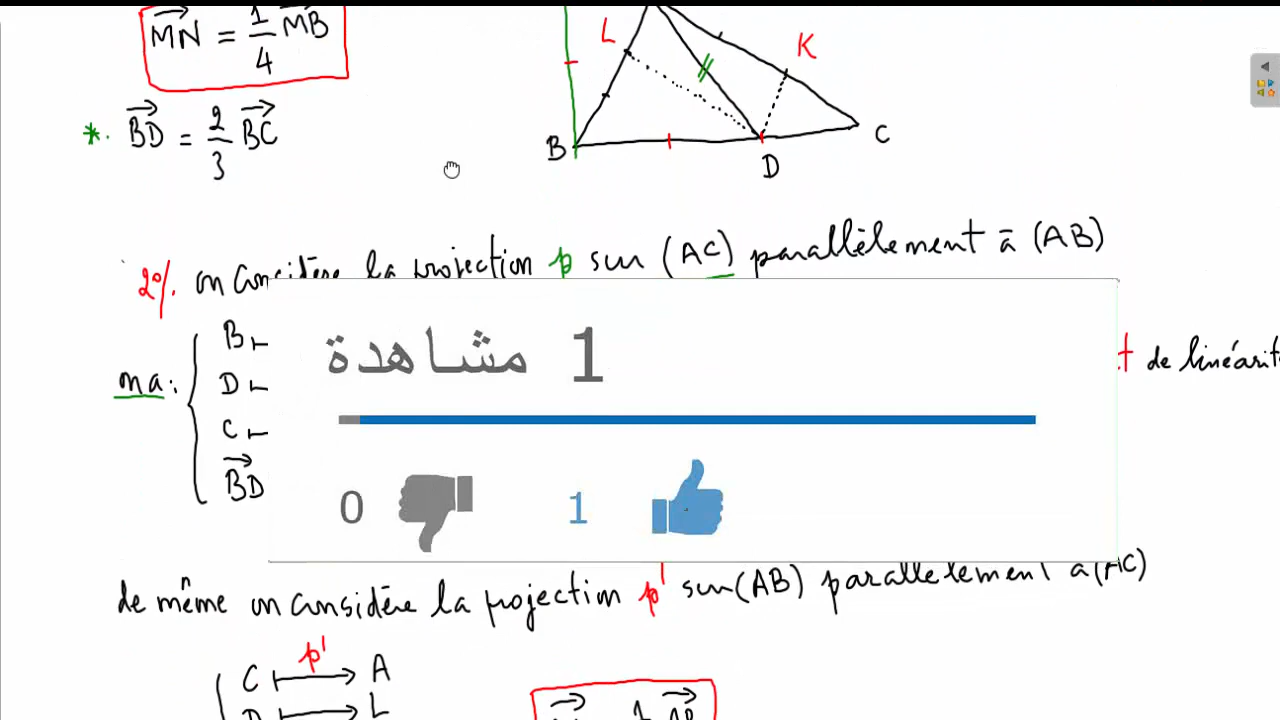 MN = 1/4 MB
L
K
*. BD = 2/3 BC
B
D
C
2°/. on considère la projection p sur (AC) parallèlement à (AB)
1 مشاهدة
ma:
B ⊢
D ⊢
C ⊢
BD
de linéarit
0
1
de même on considère la projection p' sur (AB) parallelement à (AC)
p'
C ⟼ A
D ⟼ L